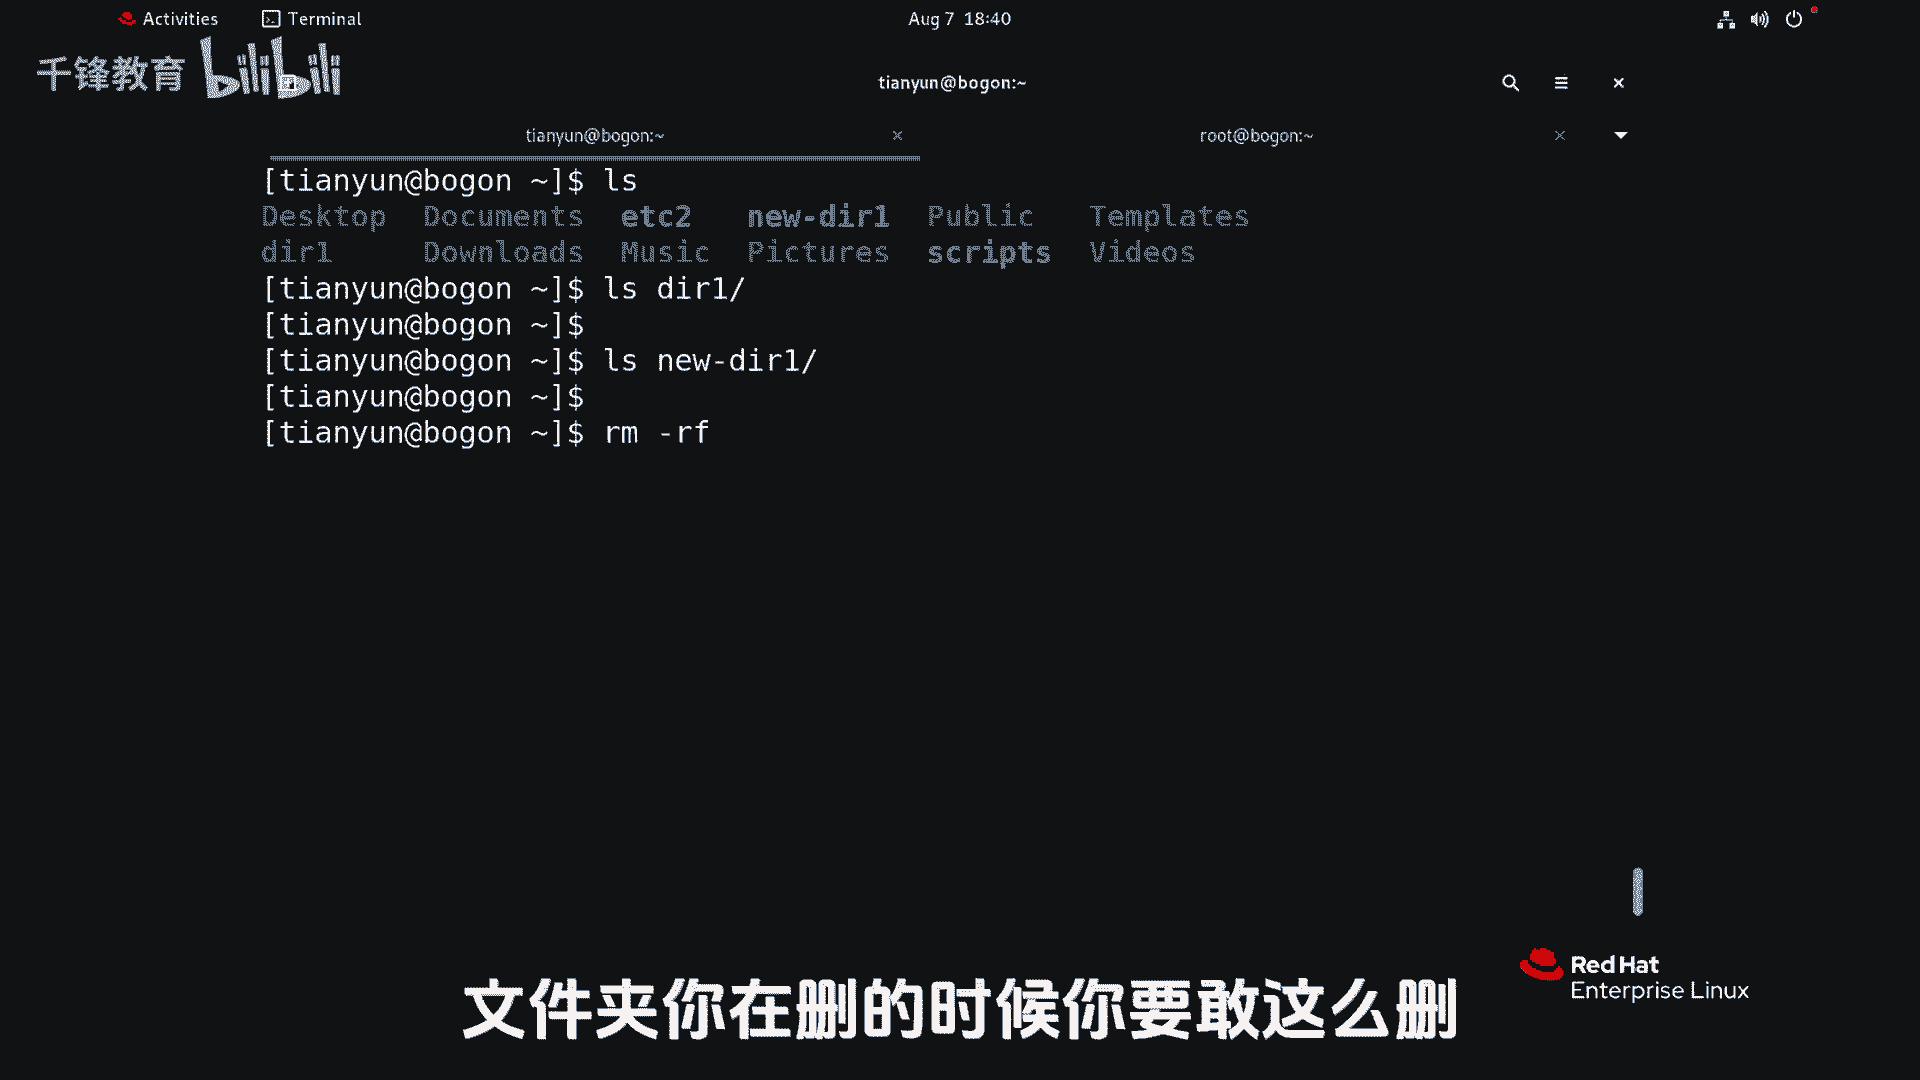 Activities Terminal Aug 7 18:40
千锋教育 bilibili
tianyun@bogon:~
tianyun@bogon:~ root@bogon:~
[tianyun@bogon ~]$ ls
Desktop Documents etc2 new-dir1 Public Templates
dir1 Downloads Music Pictures scripts Videos
[tianyun@bogon ~]$ ls dir1/
[tianyun@bogon ~]$
[tianyun@bogon ~]$ ls new-dir1/
[tianyun@bogon ~]$
[tianyun@bogon ~]$ rm -rf
Red Hat
Enterprise Linux
文件夹你在删的时候你要敢这么删